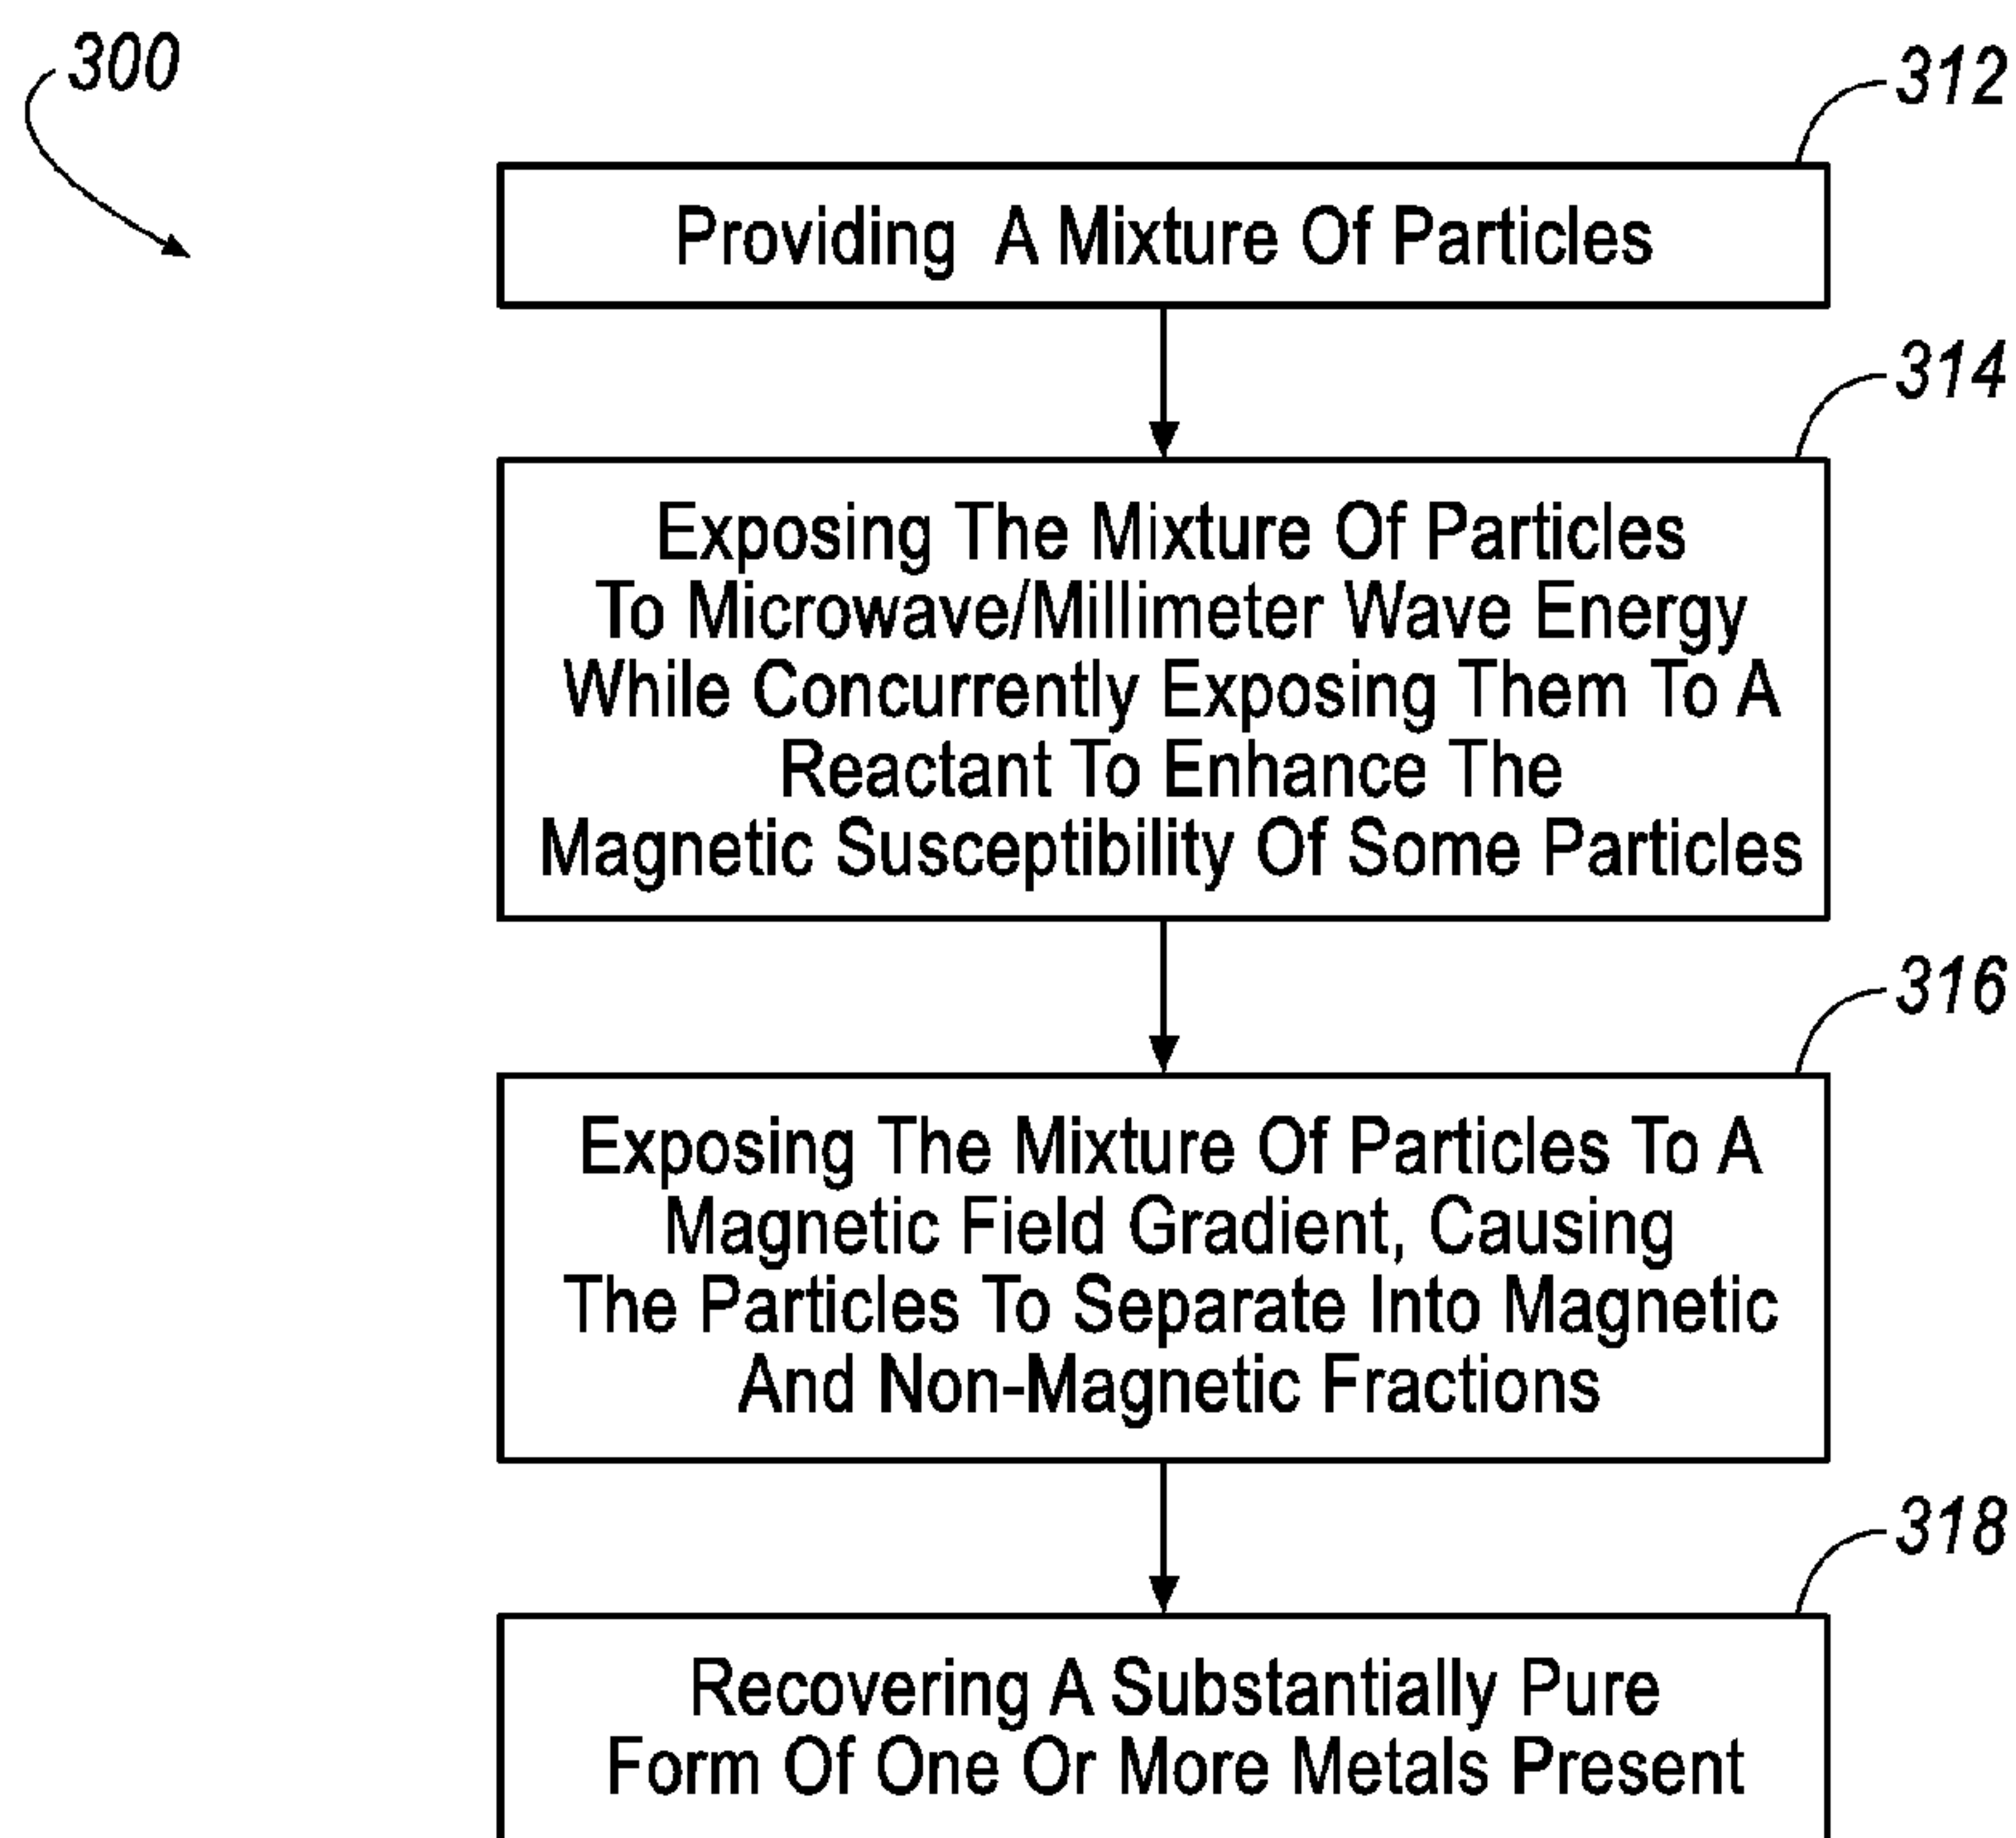 300
312
Providing A Mixture Of Particles
314
Exposing The Mixture Of Particles
To Microwave/Millimeter Wave Energy
While Concurrently Exposing Them To A
Reactant To Enhance The
Magnetic Susceptibility Of Some Particles
316
Exposing The Mixture Of Particles To A
Magnetic Field Gradient, Causing
The Particles To Separate Into Magnetic
And Non-Magnetic Fractions
318
Recovering A Substantially Pure
Form Of One Or More Metals Present